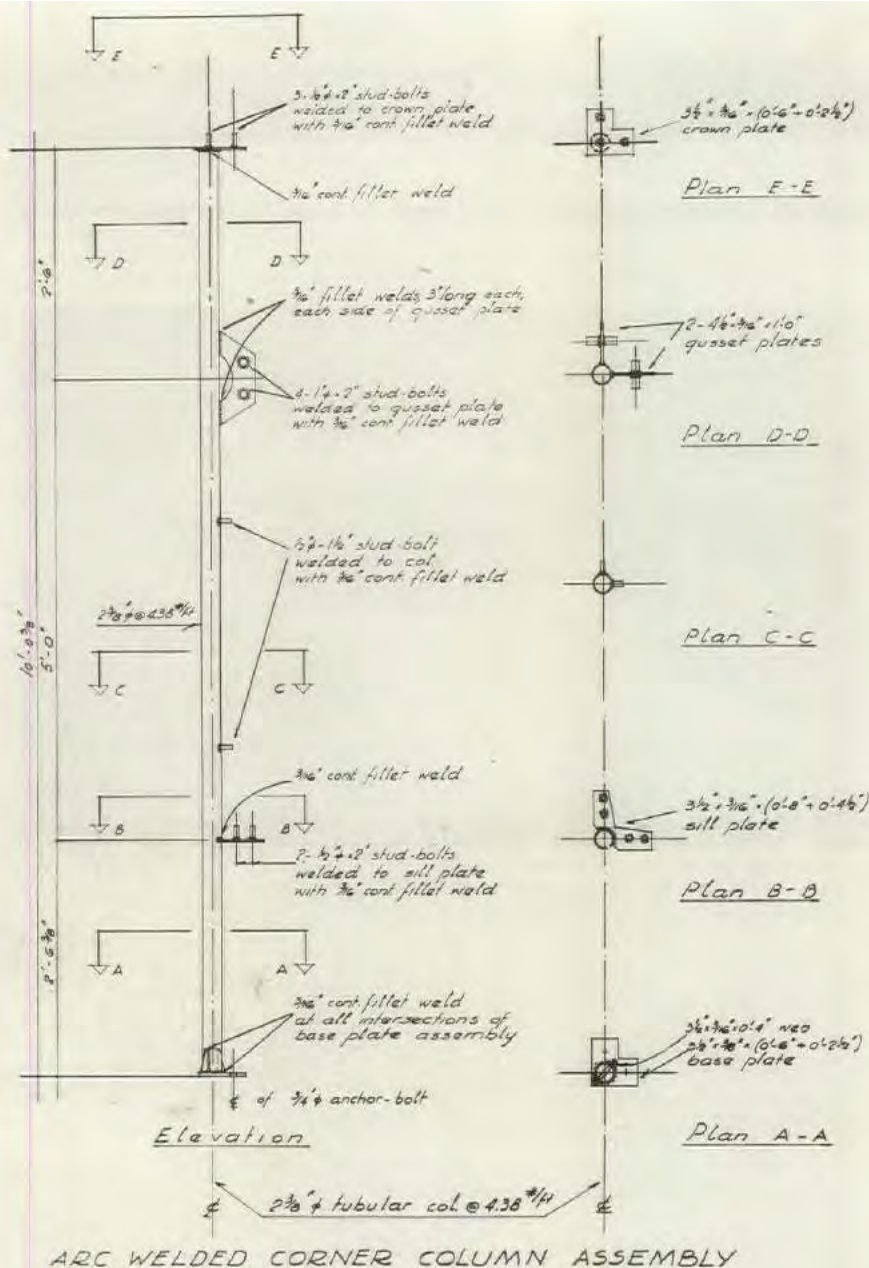 E E
3-½"φ×2" stud-bolts
welded to crown plate
with 3/16" cont fillet weld
3/16" cont. fillet weld
D D
3/16" fillet welds, 3" long each,
each side of gusset plate
4-1"φ×2" stud-bolts
welded to gusset plate
with 3/16" cont fillet weld
½"φ-1½" stud-bolt
welded to col.
with 3/16" cont fillet weld
2⅜"φ@4.38#/ft
C C
3/16" cont fillet weld
B B
2-½"φ×2" stud-bolts
welded to sill plate
with 3/16" cont fillet weld
A A
3/16" cont. fillet weld
at all intersections of
base plate assembly
℄ of ¾"φ anchor-bolt
2'-6"
5'-0"
10'-0⅜"
2'-6⅜"
Elevation
3½"×3/16"×(0'-6"+0'-2½")
crown plate
Plan E-E
2-4½"×3/16"×1'0"
gusset plates
Plan D-D
Plan C-C
3½"×3/16"×(0'-8"+0'-4½")
sill plate
Plan B-B
3½"×3/16"×0'4" web
3½"×⅜"×(0'-6"+0'-2½")
base plate
Plan A-A
℄ 2⅜"φ tubular col @ 4.38#/ft ℄
ARC WELDED CORNER COLUMN ASSEMBLY